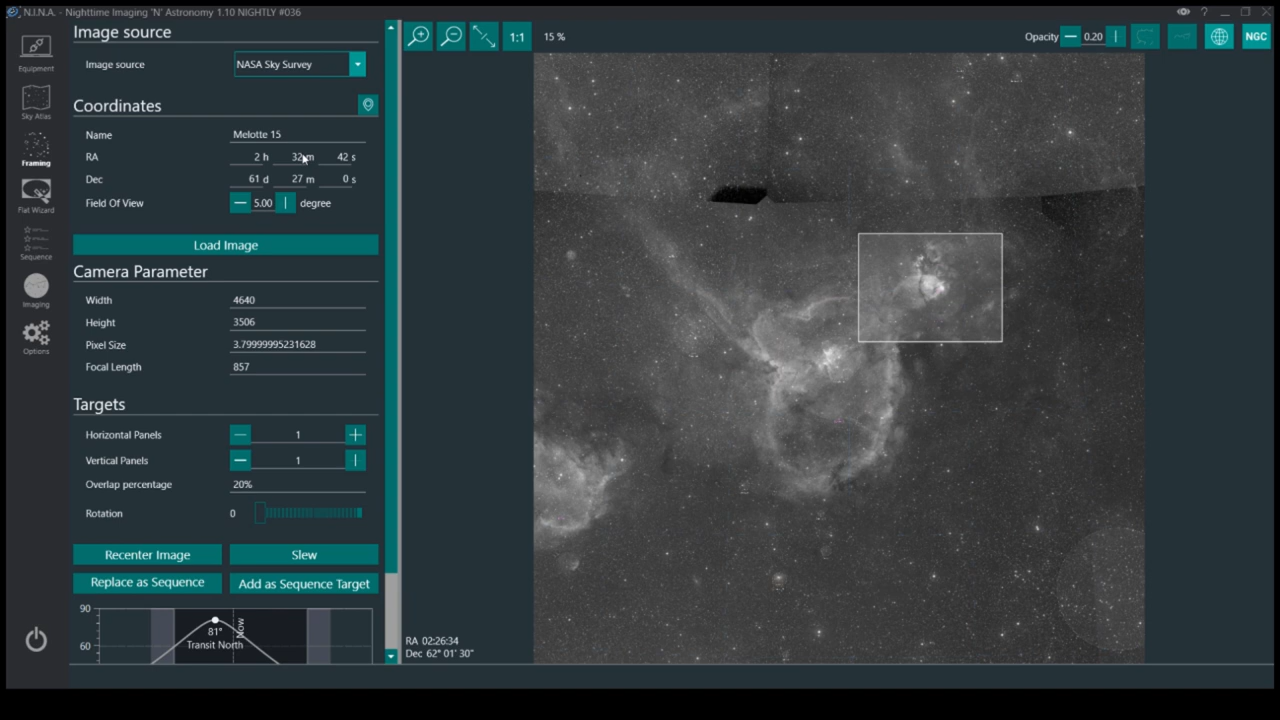 N.I.N.A. - Nighttime Imaging 'N' Astronomy 1.10 NIGHTLY #036
Equipment
Sky Atlas
Framing
Flat Wizard
Sequence
Imaging
Options
Image source
Image source NASA Sky Survey
Coordinates
Name Melotte 15
RA 2 h 32 m 42 s
Dec 61 d 27 m 0 s
Field Of View 5.00 degree
Load Image
Camera Parameter
Width 4640
Height 3506
Pixel Size 3.79999995231628
Focal Length 857
Targets
Horizontal Panels 1
Vertical Panels 1
Overlap percentage 20%
Rotation 0
Recenter Image Slew
Replace as Sequence Add as Sequence Target
90
60
81°
Transit North
Now
1:1 15 %
Opacity 0.20 NGC
RA 02:26:34
Dec 62° 01' 30"